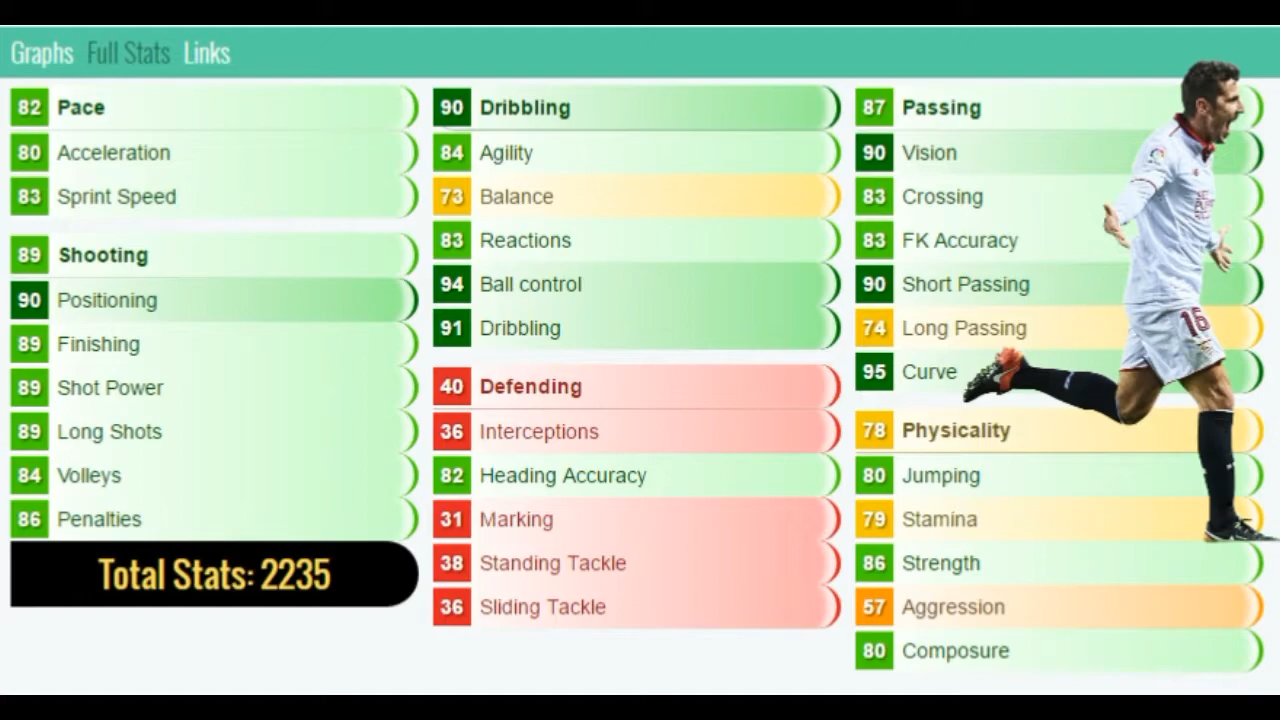 Graphs Full Stats Links
82 Pace
80 Acceleration
83 Sprint Speed
89 Shooting
90 Positioning
89 Finishing
89 Shot Power
89 Long Shots
84 Volleys
86 Penalties
Total Stats: 2235
90 Dribbling
84 Agility
73 Balance
83 Reactions
94 Ball control
91 Dribbling
40 Defending
36 Interceptions
82 Heading Accuracy
31 Marking
38 Standing Tackle
36 Sliding Tackle
87 Passing
90 Vision
83 Crossing
83 FK Accuracy
90 Short Passing
74 Long Passing
95 Curve
78 Physicality
80 Jumping
79 Stamina
86 Strength
57 Aggression
80 Composure
16